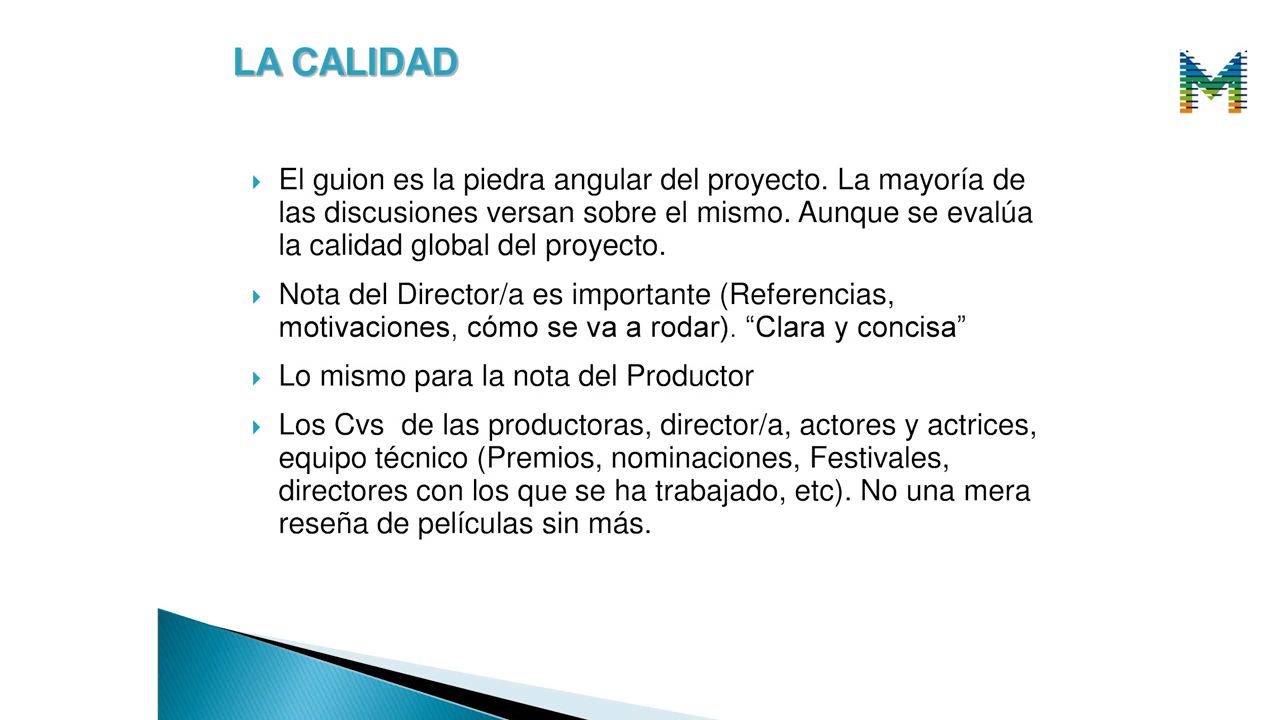 LA CALIDAD
El guion es la piedra angular del proyecto. La mayoría de
las discusiones versan sobre el mismo. Aunque se evalúa
la calidad global del proyecto.
Nota del Director/a es importante (Referencias,
motivaciones, cómo se va a rodar). “Clara y concisa”
Lo mismo para la nota del Productor
Los Cvs  de las productoras, director/a, actores y actrices,
equipo técnico (Premios, nominaciones, Festivales,
directores con los que se ha trabajado, etc). No una mera
reseña de películas sin más.